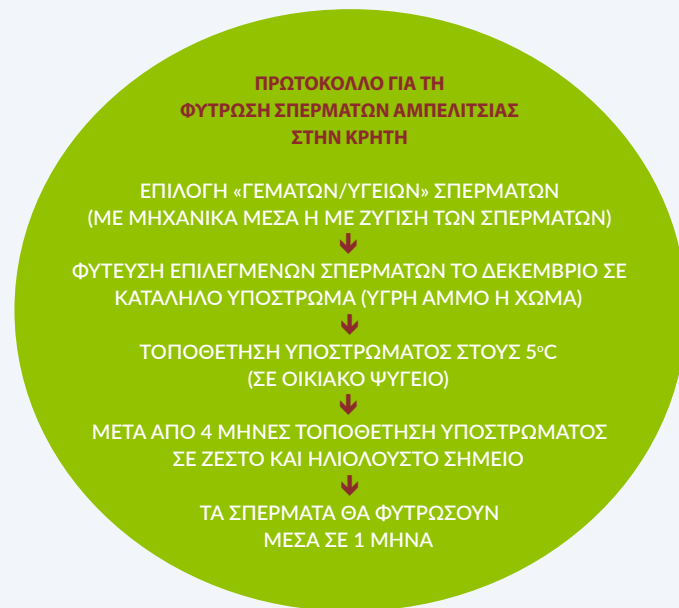 ΠΡΩΤΟΚΟΛΛΟ ΓΙΑ ΤΗ
ΦΥΤΡΩΣΗ ΣΠΕΡΜΑΤΩΝ ΑΜΠΕΛΙΤΣΙΑΣ
ΣΤΗΝ ΚΡΗΤΗ
ΕΠΙΛΟΓΗ «ΓΕΜΑΤΩΝ/ΥΓΕΙΩΝ» ΣΠΕΡΜΑΤΩΝ
(ΜΕ ΜΗΧΑΝΙΚΑ ΜΕΣΑ Η ΜΕ ΖΥΓΙΣΗ ΤΩΝ ΣΠΕΡΜΑΤΩΝ)
ΦΥΤΕΥΣΗ ΕΠΙΛΕΓΜΕΝΩΝ ΣΠΕΡΜΑΤΩΝ ΤΟ ΔΕΚΕΜΒΡΙΟ ΣΕ
ΚΑΤΑΛΗΛΟ ΥΠΟΣΤΡΩΜΑ (ΥΓΡΗ ΑΜΜΟ Η ΧΩΜΑ)
ΤΟΠΟΘΕΤΗΣΗ ΥΠΟΣΤΡΩΜΑΤΟΣ ΣΤΟΥΣ 5°C
(ΣΕ ΟΙΚΙΑΚΟ ΨΥΓΕΙΟ)
ΜΕΤΑ ΑΠΟ 4 ΜΗΝΕΣ ΤΟΠΟΘΕΤΗΣΗ ΥΠΟΣΤΡΩΜΑΤΟΣ
ΣΕ ΖΕΣΤΟ ΚΑΙ ΗΛΙΟΛΟΥΣΤΟ ΣΗΜΕΙΟ
ΤΑ ΣΠΕΡΜΑΤΑ ΘΑ ΦΥΤΡΩΣΟΥΝ
ΜΕΣΑ ΣΕ 1 ΜΗΝΑ